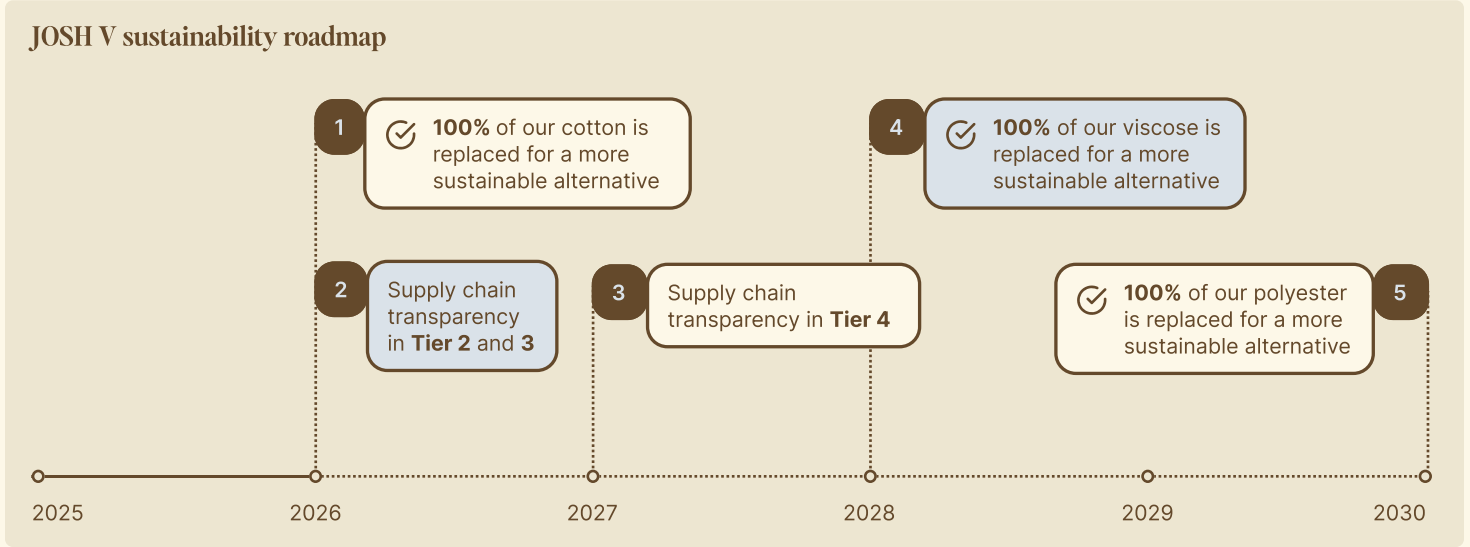 JOSH V sustainability roadmap
1
100% of our cotton is
replaced for a more
sustainable alternative
4
100% of our viscose is
replaced for a more
sustainable alternative
2
Supply chain
transparency
in Tier 2 and 3
3
Supply chain
transparency in Tier 4
100% of our polyester
is replaced for a more
sustainable alternative
5
2025
2026
2027
2028
2029
2030